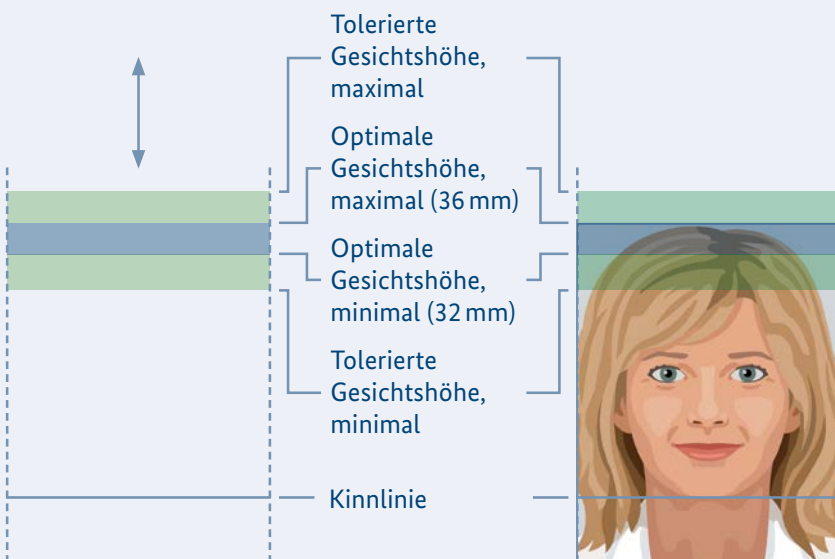 Tolerierte
Gesichtshöhe,
maximal
Optimale
Gesichtshöhe,
maximal (36 mm)
Optimale
Gesichtshöhe,
minimal (32 mm)
Tolerierte
Gesichtshöhe,
minimal
Kinnlinie